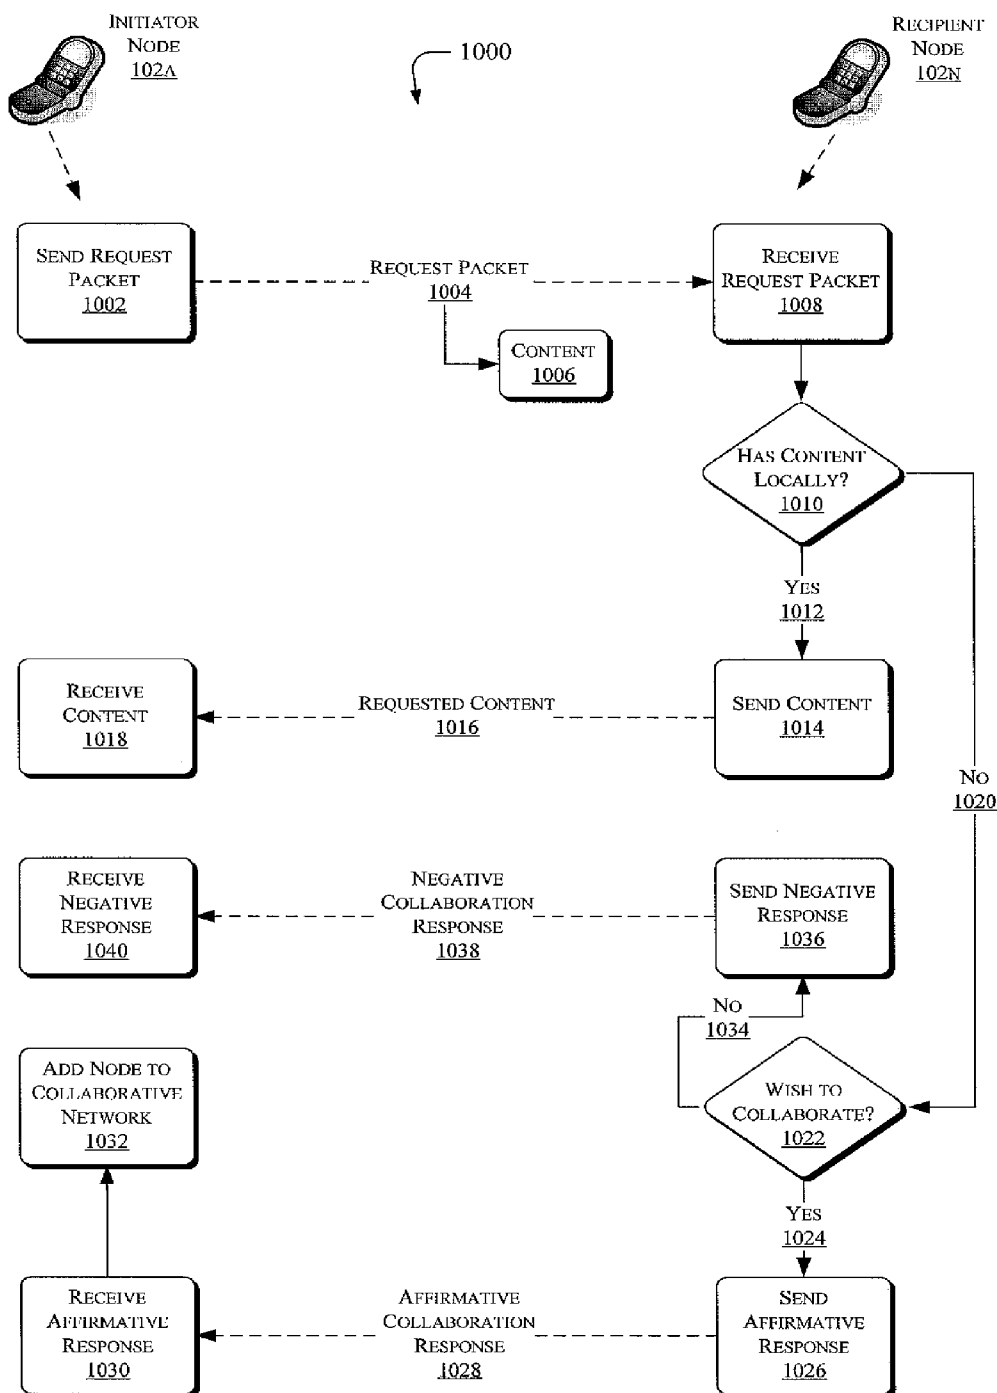 INITIATOR
NODE
102A
1000
RECIPIENT
NODE
102N
SEND REQUEST
PACKET
1002
REQUEST PACKET
1004
RECEIVE
REQUEST PACKET
1008
CONTENT
1006
HAS CONTENT
LOCALLY?
1010
YES
1012
RECEIVE
CONTENT
1018
REQUESTED CONTENT
1016
SEND CONTENT
1014
NO
1020
RECEIVE
NEGATIVE
RESPONSE
1040
NEGATIVE
COLLABORATION
RESPONSE
1038
SEND NEGATIVE
RESPONSE
1036
NO
1034
ADD NODE TO
COLLABORATIVE
NETWORK
1032
WISH TO
COLLABORATE?
1022
YES
1024
RECEIVE
AFFIRMATIVE
RESPONSE
1030
AFFIRMATIVE
COLLABORATION
RESPONSE
1028
SEND
AFFIRMATIVE
RESPONSE
1026